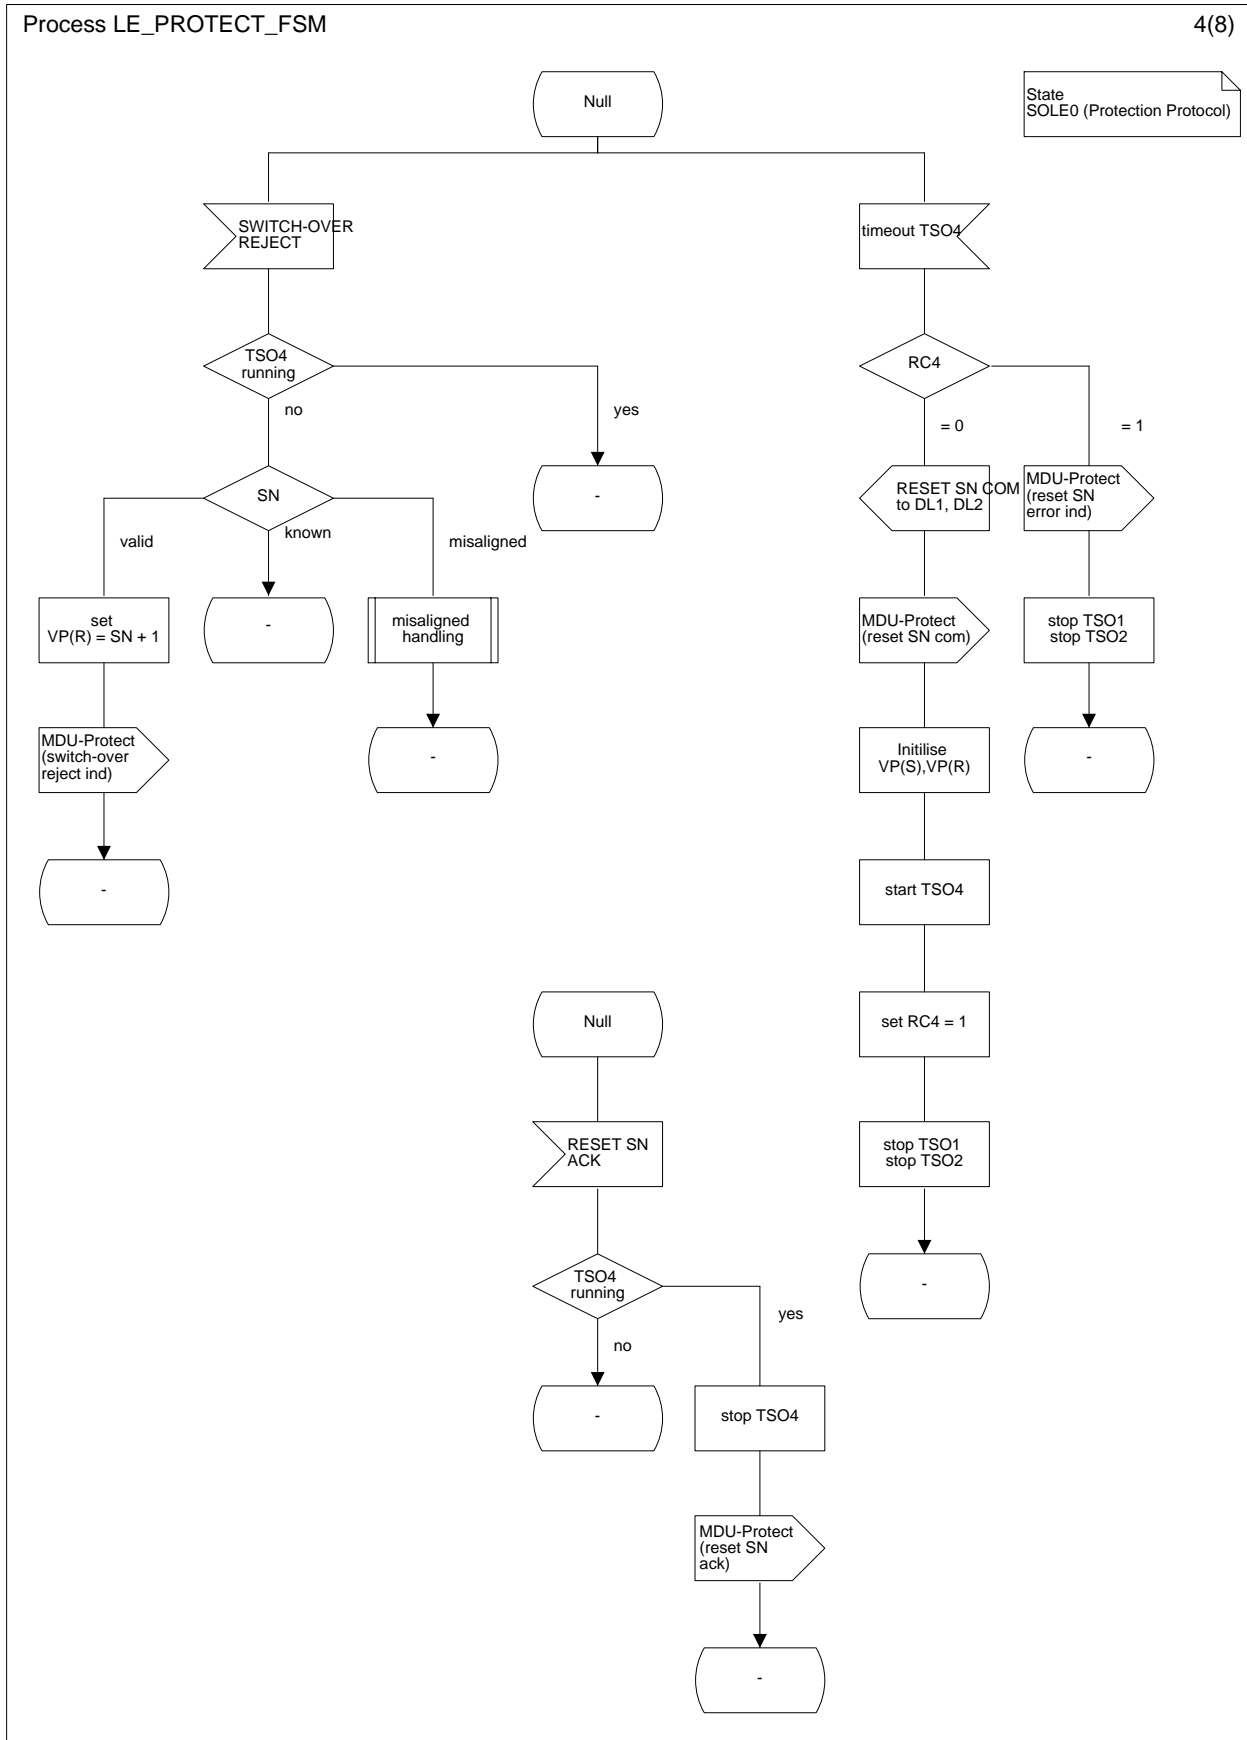 Process LE_PROTECT_FSM
4(8)
Null
State
SOLE0 (Protection Protocol)
SWITCH-OVER
REJECT
timeout TSO4
TSO4
running
RC4
no
yes
= 0
= 1
SN
-
RESET SN COM
to DL1, DL2
MDU-Protect
(reset SN
error ind)
valid
known
misaligned
set
VP(R) = SN + 1
-
misaligned
handling
MDU-Protect
(reset SN com)
stop TSO1
stop TSO2
MDU-Protect
(switch-over
reject ind)
-
Initilise
VP(S),VP(R)
-
-
start TSO4
Null
set RC4 = 1
RESET SN
ACK
stop TSO1
stop TSO2
TSO4
running
-
yes
no
-
stop TSO4
MDU-Protect
(reset SN
ack)
-